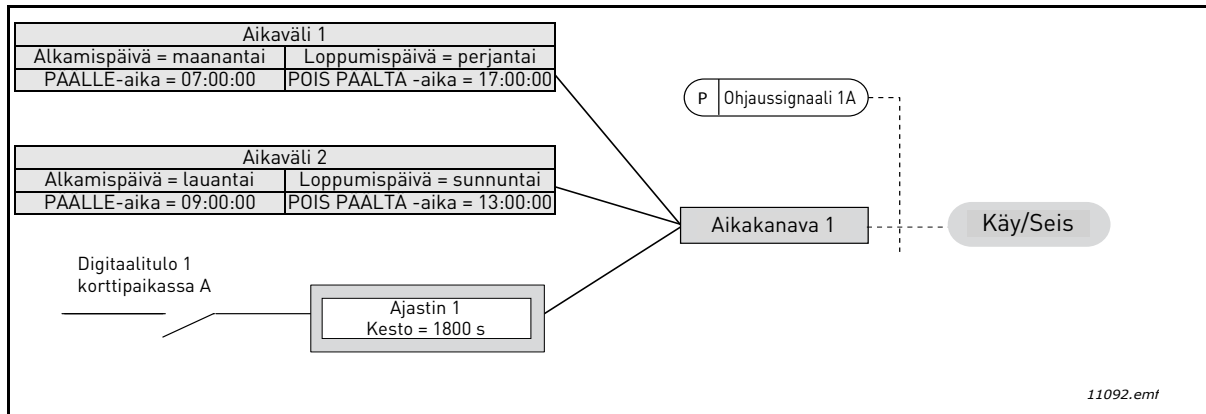 Aikaväli 1
Alkamispäivä = maanantai Loppumispäivä = perjantai
PAALLE-aika = 07:00:00 POIS PAALTA -aika = 17:00:00
P Ohjaussignaali 1A
Aikaväli 2
Alkamispäivä = lauantai Loppumispäivä = sunnuntai
PAALLE-aika = 09:00:00 POIS PAALTA -aika = 13:00:00
Aikakanava 1
Käy/Seis
Digitaalitulo 1
korttipaikassa A
Ajastin 1
Kesto = 1800 s
11092.emf